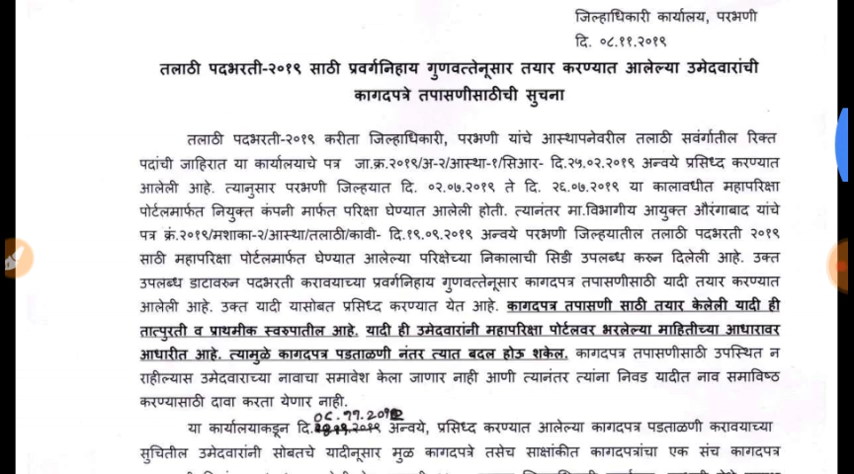 जिल्हाधिकारी कार्यालय, परभणी
दि. ०८.११.२०१९
तलाठी पदभरती-२०१९ साठी प्रवर्गनिहाय गुणवत्तेनूसार तयार करण्यात आलेल्या उमेदवारांची
कागदपत्रे तपासणीसाठीची सुचना
तलाठी पदभरती-२०१९ करीता जिल्हाधिकारी, परभणी यांचे आस्थापनेवरील तलाठी सवंर्गातील रिक्त
पदांची जाहिरात या कार्यालयाचे पत्र जा.क्र.२०१९/अ-२/आस्था-१/सिआर- दि.२५.०२.२०१९ अन्वये प्रसिध्द करण्यात
आलेली आहे. त्यानुसार परभणी जिल्हयात दि. ०२.०७.२०१९ ते दि. २६.०७.२०१९ या कालावधीत महापरिक्षा
पोर्टलमार्फत नियुक्त कंपनी मार्फत परिक्षा घेण्यात आलेली होती. त्यानंतर मा.विभागीय आयुक्त औरंगाबाद यांचे
पत्र क्रं.२०१९/मशाका-२/आस्था/तलाठी/कावी- दि.१९.०९.२०१९ अन्वये परभणी जिल्हयातील तलाठी पदभरती २०१९
साठी महापरिक्षा पोर्टलमार्फत घेण्यात आलेल्या परिक्षेच्या निकालाची सिडी उपलब्ध करुन दिलेली आहे. उक्त
उपलब्ध डाटावरुन पदभरती करावयाच्या प्रवर्गनिहाय गुणवत्तेनूसार कागदपत्र तपासणीसाठी यादी तयार करण्यात
आलेली आहे. उक्त यादी यासोबत प्रसिध्द करण्यात येत आहे. कागदपत्र तपासणी साठी तयार केलेली यादी ही
तात्पुरती व प्राथमीक स्वरुपातील आहे. यादी ही उमेदवारांनी महापरिक्षा पोर्टलवर भरलेल्या माहितीच्या आधारावर
आधारीत आहे. त्यामुळे कागदपत्र पडताळणी नंतर त्यात बदल होऊ शकेल. कागदपत्र तपासणीसाठी उपस्थित न
राहील्यास उमेदवाराच्या नावाचा समावेश केला जाणार नाही आणी त्यानंतर त्यांना निवड यादीत नाव समाविष्ठ
करण्यासाठी दावा करता येणार नाही.
या कार्यालयाकडून दि. अन्वये, प्रसिध्द करण्यात आलेल्या कागदपत्र पडताळणी करावयाच्या
सुचितील उमेदवारांनी सोबतचे यादीनूसार मुळ कागदपत्रे तसेच साक्षांकीत कागदपत्रांचा एक संच कागदपत्र